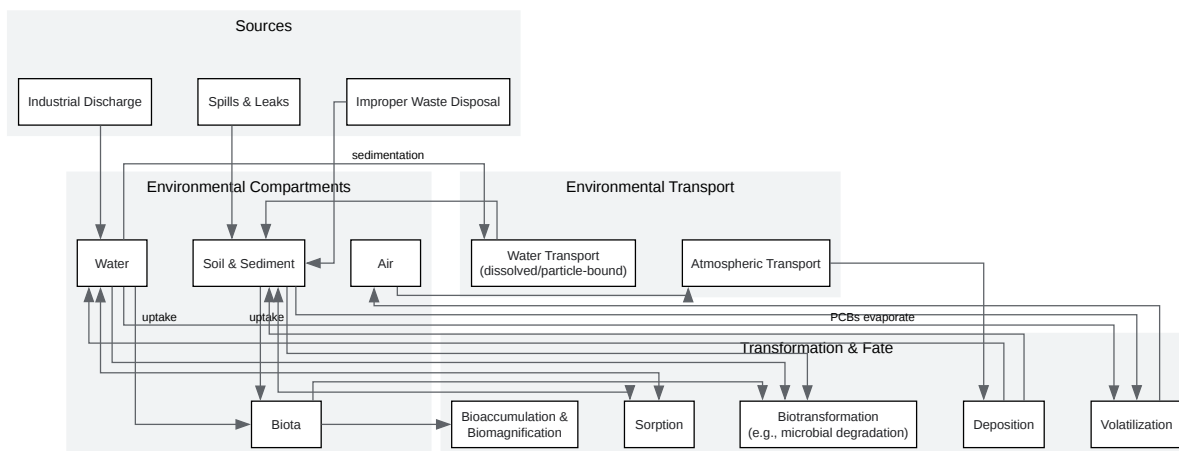 Sources
Industrial Discharge
Spills & Leaks
Improper Waste Disposal
sedimentation
Environmental Compartments
Environmental Transport
Water
Soil & Sediment
Air
Water Transport
(dissolved/particle-bound)
Atmospheric Transport
uptake
uptake
PCBs evaporate
Transformation & Fate
Biota
Bioaccumulation &
Biomagnification
Sorption
Biotransformation
(e.g., microbial degradation)
Deposition
Volatilization